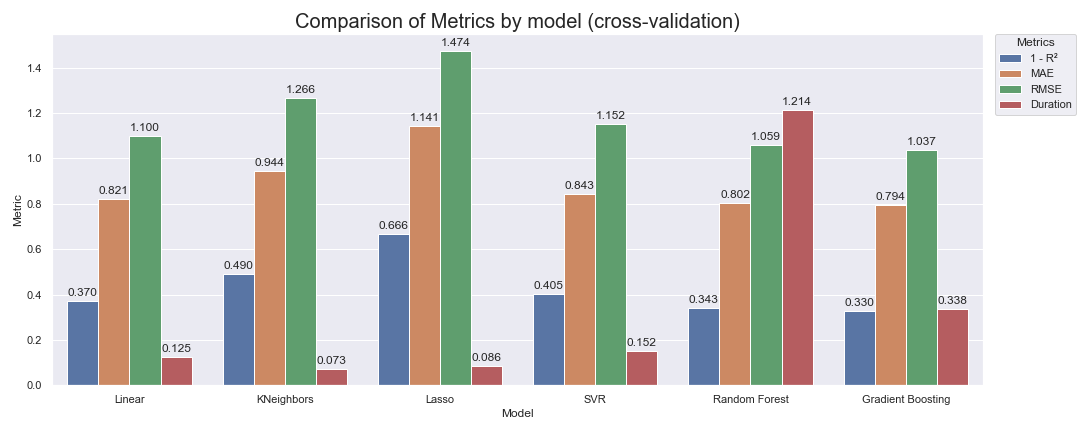 Comparison of Metrics by model (cross-validation)
Metrics
1 - R²
MAE
RMSE
Duration
Metric
1.4
1.2
1.0
0.8
0.6
0.4
0.2
0.0
0.370
0.821
1.100
0.125
0.490
0.944
1.266
0.073
0.666
1.141
1.474
0.086
0.405
0.843
1.152
0.152
0.343
0.802
1.059
1.214
0.330
0.794
1.037
0.338
Linear
KNeighbors
Lasso
SVR
Random Forest
Gradient Boosting
Model